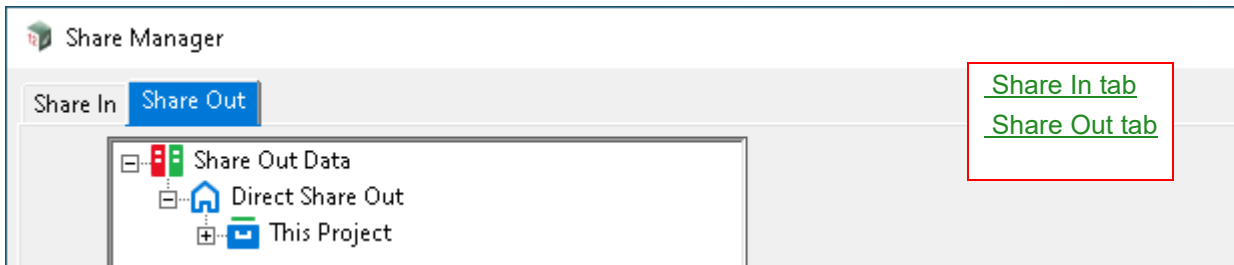 Share Manager
Share In
Share Out
Share In tab
Share Out tab
Share Out Data
Direct Share Out
This Project